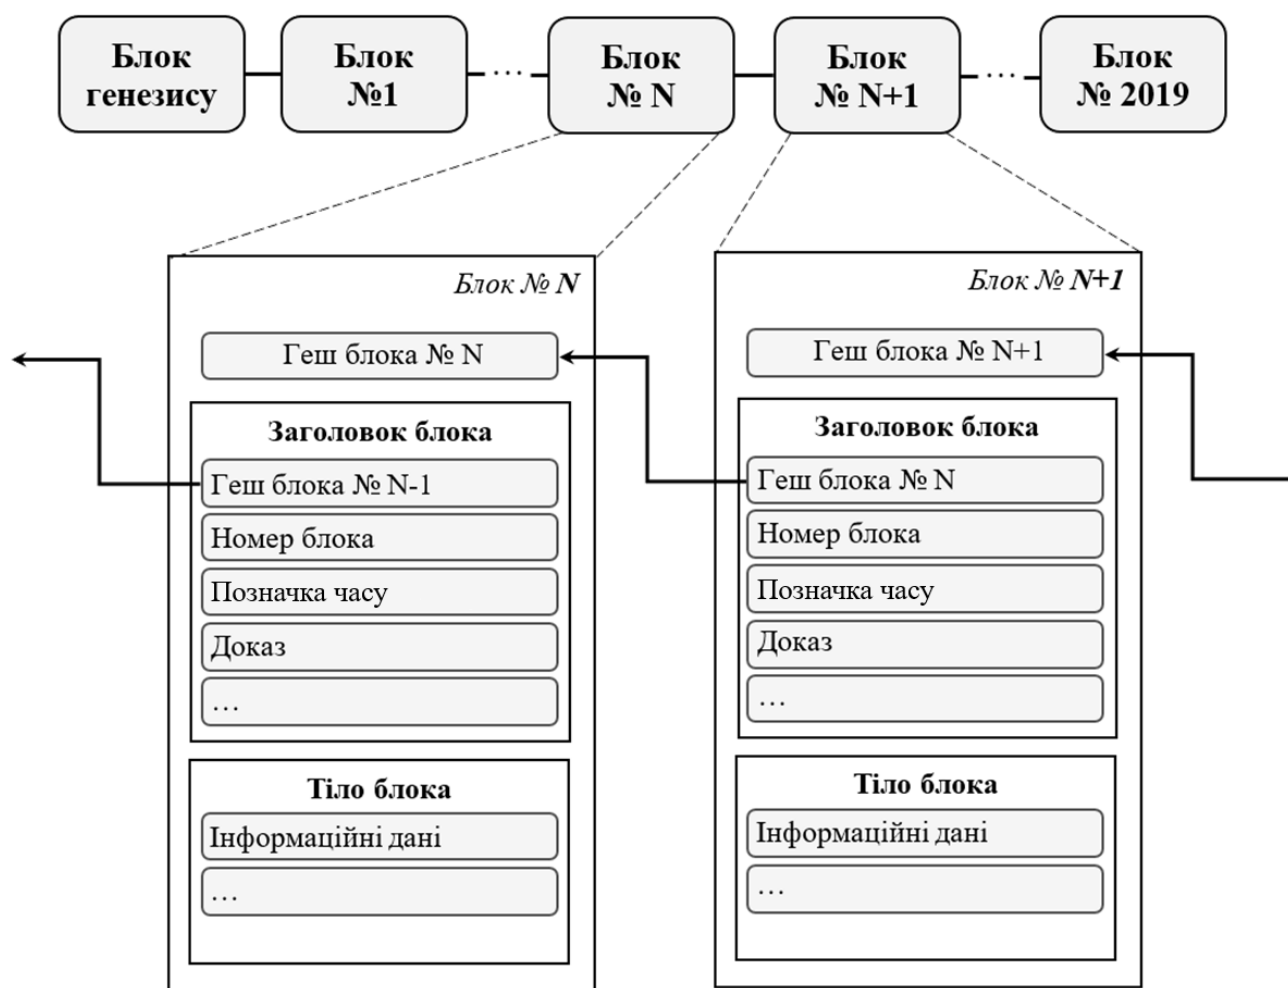 Блок
генезису
Блок
№1
...
Блок
№ N
Блок
№ N+1
...
Блок
№ 2019
Блок № N
Геш блока № N
Заголовок блока
Геш блока № N-1
Номер блока
Позначка часу
Доказ
...
Тіло блока
Інформаційні дані
...
Блок № N+1
Геш блока № N+1
Заголовок блока
Геш блока № N
Номер блока
Позначка часу
Доказ
...
Тіло блока
Інформаційні дані
...